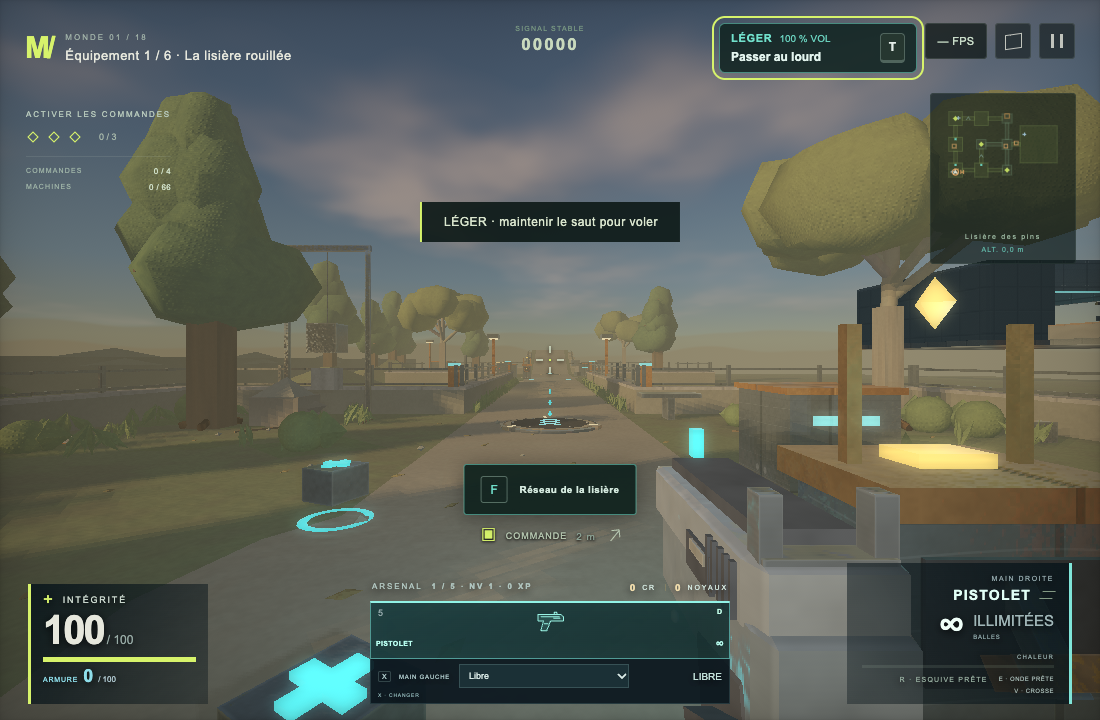 MONDE 01 / 18
Équipement 1 / 6 · La lisière rouillée
SIGNAL STABLE
00000
LÉGER 100 % VOL
Passer au lourd
T
— FPS
ACTIVER LES COMMANDES
0 / 3
COMMANDES 0 / 4
MACHINES 0 / 66
LÉGER · maintenir le saut pour voler
Lisière des pins
ALT. 0,0 m
F Réseau de la lisière
COMMANDE 2 m
INTÉGRITÉ
100 / 100
ARMURE 0 / 100
ARSENAL 1 / 5 · NV 1 · 0 XP
0 CR 0 NOYAUX
5
D
PISTOLET ∞
X MAIN GAUCHE Libre LIBRE
X · CHANGER
MAIN DROITE
PISTOLET
∞ ILLIMITÉES
BALLES
CHALEUR
R · ESQUIVE PRÊTE E · ONDE PRÊTE
V · CROSSE